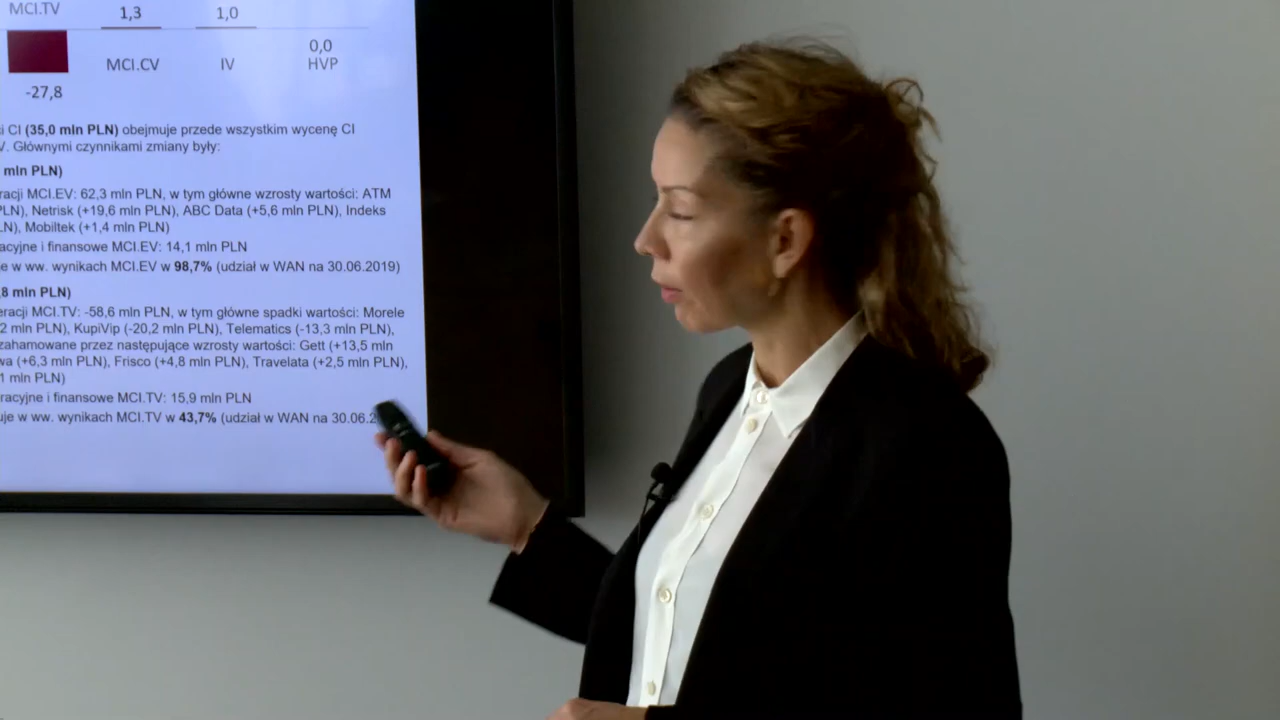 MCI.TV 1,3 1,0
0,0
MCI.CV IV HVP
-27,8
CI (35,0 mln PLN) obejmuje przede wszystkim wycenę CI
V. Głównymi czynnikami zmiany były:
mln PLN)
racji MCI.EV: 62,3 mln PLN, w tym główne wzrosty wartości: ATM
PLN), Netrisk (+19,6 mln PLN), ABC Data (+5,6 mln PLN), Indeks
LN), Mobiltek (+1,4 mln PLN)
acyjne i finansowe MCI.EV: 14,1 mln PLN
e w ww. wynikach MCI.EV w 98,7% (udział w WAN na 30.06.2019)
,8 mln PLN)
eracji MCI.TV: -58,6 mln PLN, w tym główne spadki wartości: Morele
2 mln PLN), KupiVip (-20,2 mln PLN), Telematics (-13,3 mln PLN),
zahamowane przez następujące wzrosty wartości: Gett (+13,5 mln
wa (+6,3 mln PLN), Frisco (+4,8 mln PLN), Travelata (+2,5 mln PLN),
1 mln PLN)
racyjne i finansowe MCI.TV: 15,9 mln PLN
uje w ww. wynikach MCI.TV w 43,7% (udział w WAN na 30.06.2